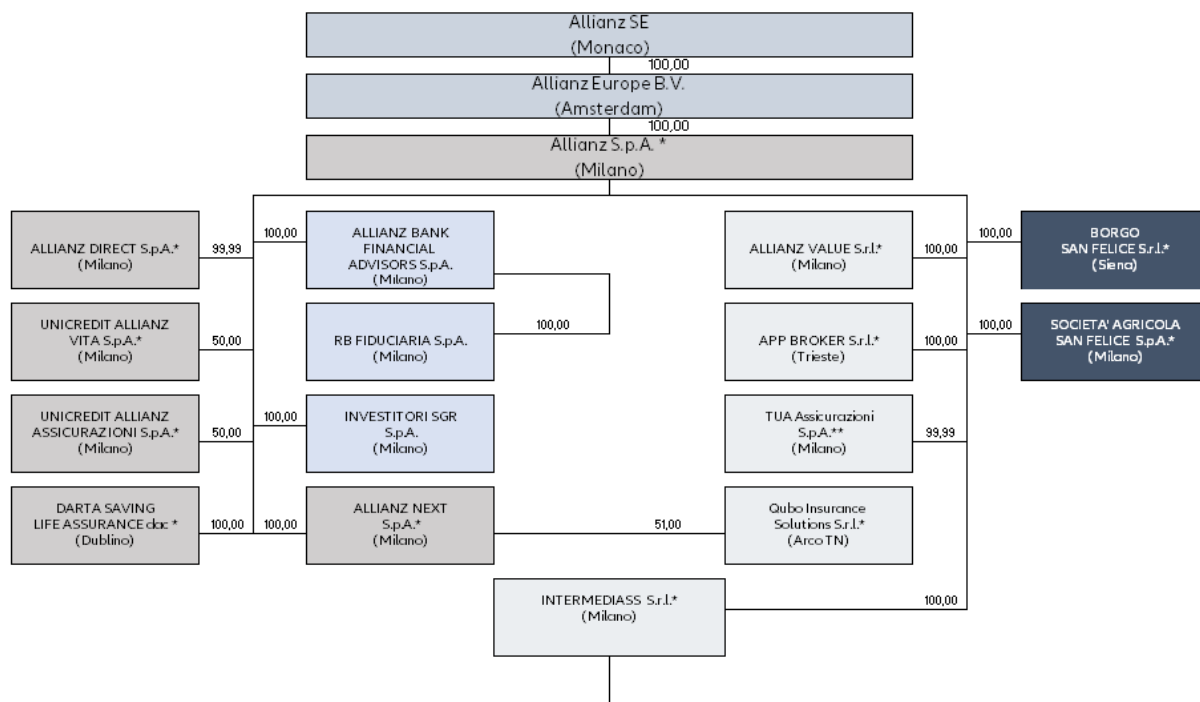 Allianz SE
(Monaco)
100,00
Allianz Europe B.V.
(Amsterdam)
100,00
Allianz S.p.A. *
(Milano)
ALLIANZ DIRECT S.p.A.*
(Milano)
99,99
100,00
ALLIANZ BANK
FINANCIAL
ADVISORS S.p.A.
(Milano)
ALLIANZ VALUE S.r.l.*
(Milano)
100,00
100,00
BORGO
SAN FELICE S.r.l.*
(Siena)
UNICREDIT ALLIANZ
VITA S.p.A.*
(Milano)
50,00
RB FIDUCIARIA S.p.A.
(Milano)
100,00
APP BROKER S.r.l.*
(Trieste)
100,00
100,00
SOCIETA' AGRICOLA
SAN FELICE S.p.A.*
(Milano)
UNICREDIT ALLIANZ
ASSICURAZIONI S.p.A.*
(Milano)
50,00
100,00
INVESTITORI SGR
S.p.A.
(Milano)
TUA Assicurazioni
S.p.A.**
(Milano)
99,99
DARTA SAVING
LIFE ASSURANCE dac *
(Dublino)
100,00
100,00
ALLIANZ NEXT
S.p.A.*
(Milano)
51,00
Qubo Insurance
Solutions S.r.l.*
(Arco TN)
INTERMEDIASS S.r.l.*
(Milano)
100,00